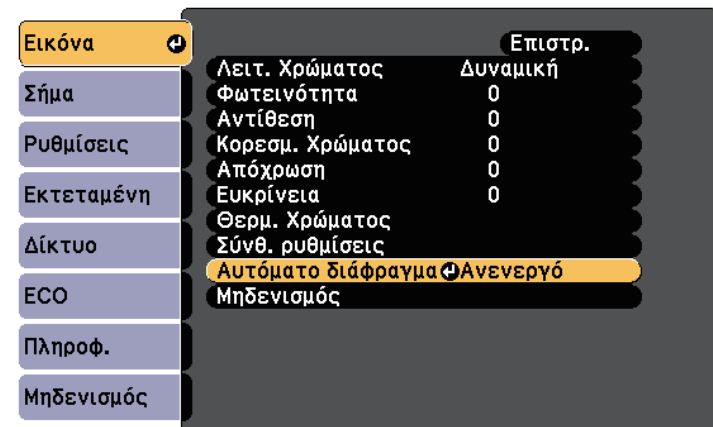 Εικόνα
Σήμα
Ρυθμίσεις
Εκτεταμένη
Δίκτυο
ECO
Πληροφ.
Μηδενισμός
Επιστρ.
Λειτ. Χρώματος Δυναμική
Φωτεινότητα 0
Αντίθεση 0
Κορεσμ. Χρώματος 0
Απόχρωση 0
Ευκρίνεια 0
Θερμ. Χρώματος
Σύνθ. ρυθμίσεις
Αυτόματο διάφραγμα Ανενεργό
Μηδενισμός